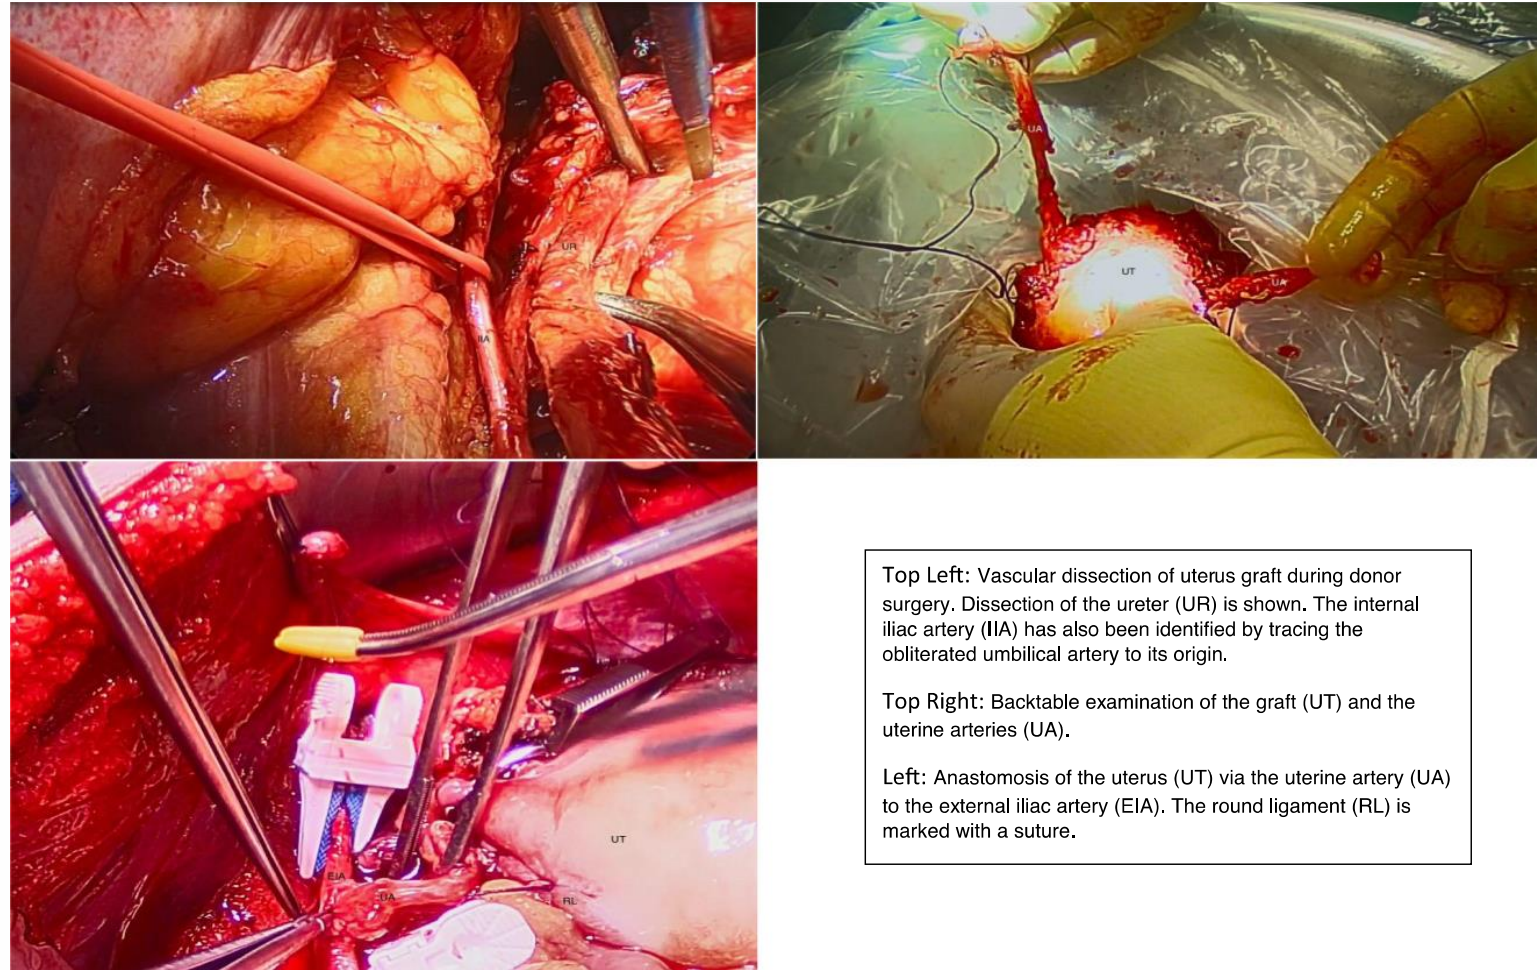 UR
IIA
UA
UT
UA
EIA
UA
RL
UT
Top Left: Vascular dissection of uterus graft during donor
surgery. Dissection of the ureter (UR) is shown. The internal
iliac artery (IIA) has also been identified by tracing the
obliterated umbilical artery to its origin.
Top Right: Backtable examination of the graft (UT) and the
uterine arteries (UA).
Left: Anastomosis of the uterus (UT) via the uterine artery (UA)
to the external iliac artery (EIA). The round ligament (RL) is
marked with a suture.